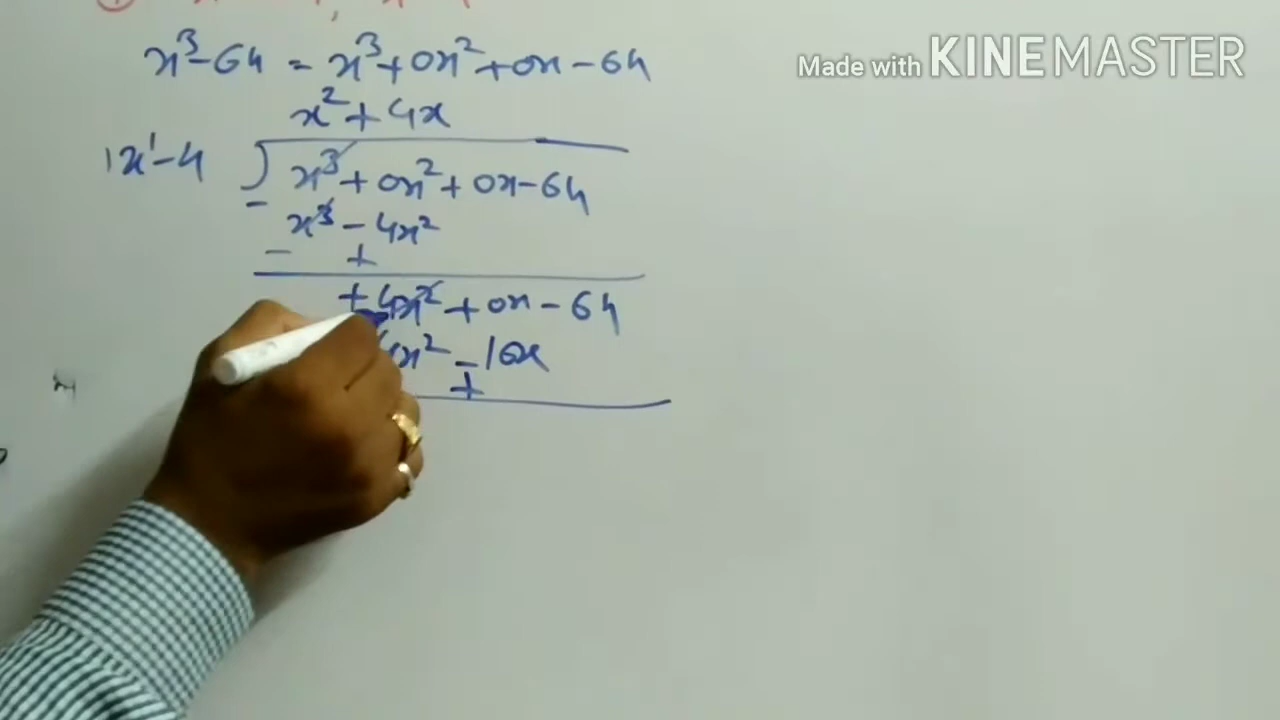 Made with KINEMASTER
x³-64 = x³+0x²+0x-64
x²+4x
x¹-4 ) x³+0x²+0x-64
- x³-4x²
- +
+4x²+0x-64
4x²-16x
+